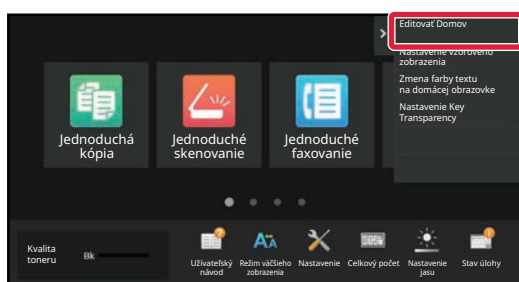 Editovať Domov
Nastavenie vzorového
zobrazenia
Zmena farby textu
na domácej obrazovke
Nastavenie Key
Transparency
Jednoduchá
kópia
Jednoduché
skenovanie
Jednoduché
faxovanie
Kvalita
toneru
Bk
Užívateľský
návod
Režim väčšieho
zobrazenia
Nastavenie
Celkový počet
Nastavenie
jasu
Stav úlohy